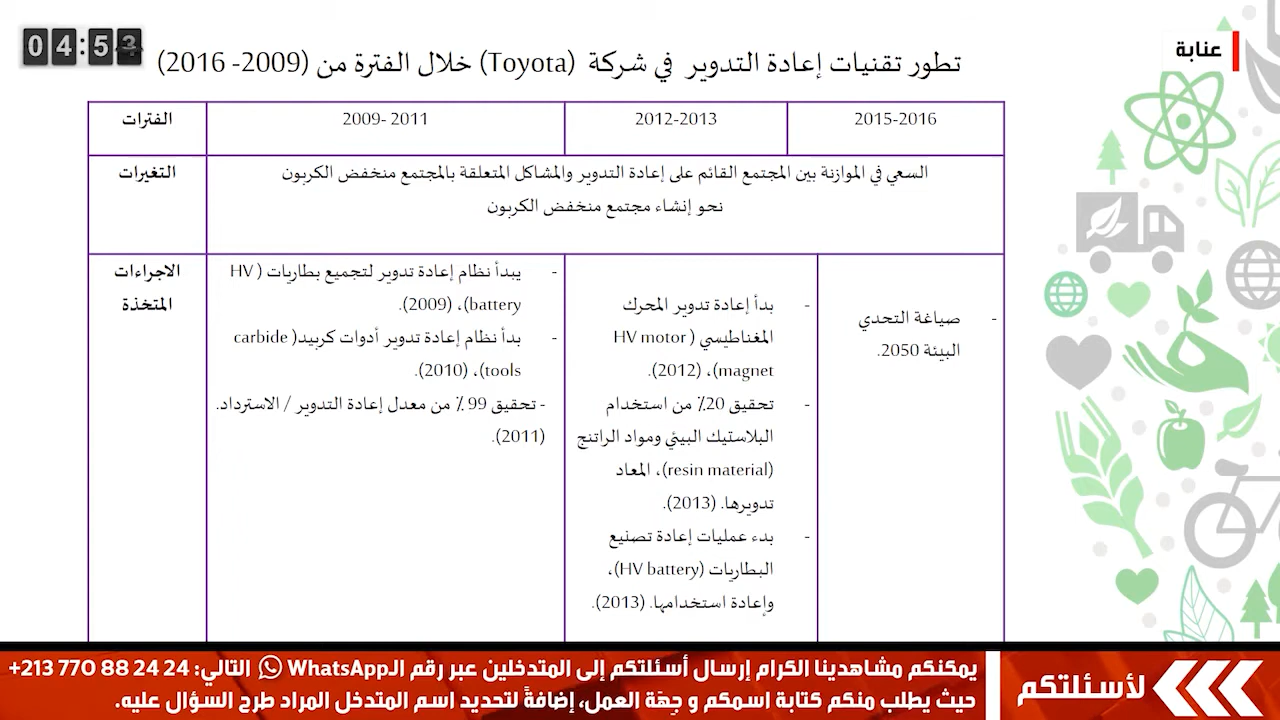 04:53
عنابة
تطور تقنيات إعادة التدوير في شركة (Toyota) خلال الفترة من (2009- 2016)
الفترات
2009- 2011
2012-2013
2015-2016
التغيرات
السعي في الموازنة بين المجتمع القائم على إعادة التدوير والمشاكل المتعلقة بالمجتمع منخفض الكربون
نحو إنشاء مجتمع منخفض الكربون
الاجراءات
المتخذة
- يبدأ نظام إعادة تدوير لتجميع بطاريات (HV
battery)، (2009).
- بدأ نظام إعادة تدوير أدوات كربيد( carbide
tools)، (2010).
- تحقيق 99 ٪ من معدل إعادة التدوير / الاسترداد.
(2011).
- بدأ إعادة تدوير المحرك
المغناطيسي ( HV motor
magnet)، (2012).
- تحقيق 20٪ من استخدام
البلاستيك البيئي ومواد الراتنج
(resin material)، المعاد
تدويرها. (2013).
- بدء عمليات إعادة تصنيع
البطاريات (HV battery)،
وإعادة استخدامها. (2013).
- صياغة التحدي
البيئة 2050.
لأسئلتكم
يمكنكم مشاهدينا الكرام إرسال أسئلتكم إلى المتدخلين عبر رقم الـWhatsApp التالي: 24 24 88 770 213+
حيث يطلب منكم كتابة اسمكم و جِهَة العمل، إضافةً لتحديد اسم المتدخل المراد طرح السؤال عليه.